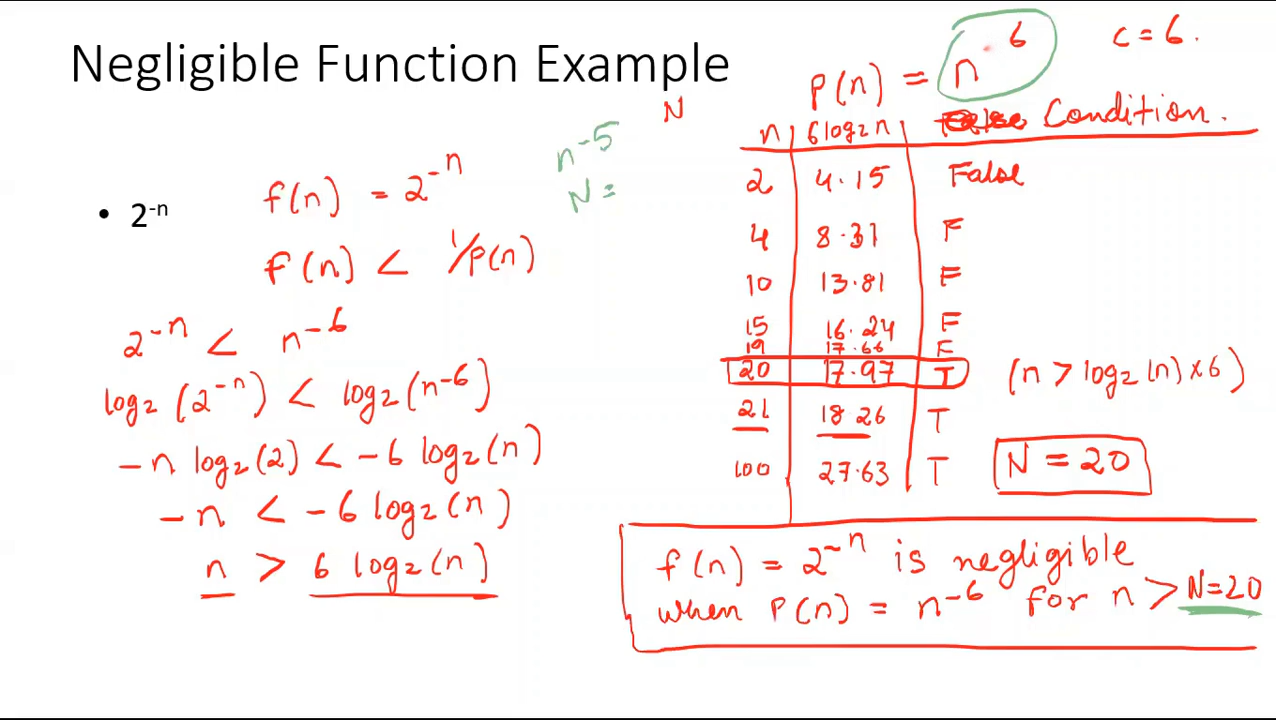 Negligible Function Example
P(n) = n^6 c = 6.
N
n | 6 log₂ n | Condition.
n^-5
N =
2 | 4.15 | False
4 | 8.31 | F
10 | 13.81 | F
15 | 16.24 | F
19 | 17.66 | F
20 | 17.97 | T (n > log₂(n) × 6)
21 | 18.26 | T
100 | 27.63 | T
N = 20
• 2^-n
f(n) = 2^-n
f(n) < 1/P(n)
2^-n < n^-6
log₂(2^-n) < log₂(n^-6)
-n log₂(2) < -6 log₂(n)
-n < -6 log₂(n)
n > 6 log₂(n)
f(n) = 2^-n is negligible
when P(n) = n^-6 for n > N=20